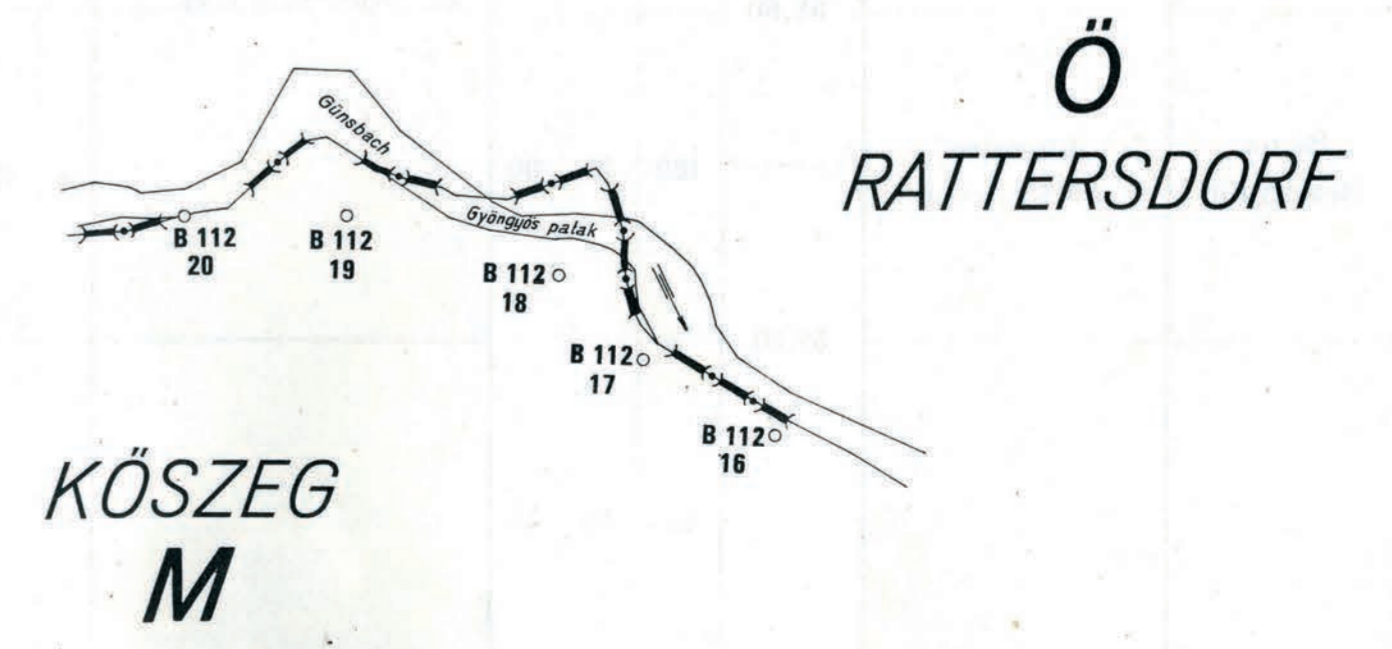 Ö
RATTERSDORF
Günsbach
Gyöngyös patak
B 112
20
B 112
19
B 112
18
B 112
17
B 112
16
KŐSZEG
M